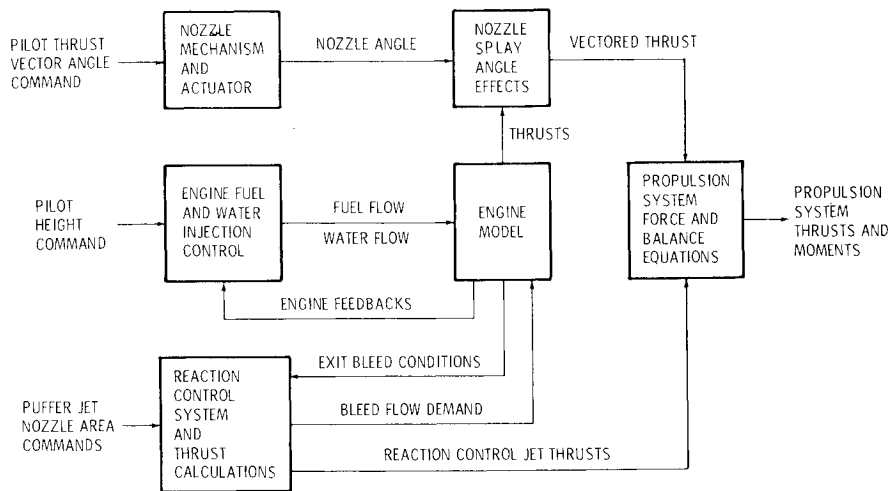 PILOT THRUST
VECTOR ANGLE
COMMAND
NOZZLE
MECHANISM
AND
ACTUATOR
NOZZLE ANGLE
NOZZLE
SPLAY
ANGLE
EFFECTS
VECTORED THRUST
THRUSTS
PILOT
HEIGHT
COMMAND
ENGINE FUEL
AND WATER
INJECTION
CONTROL
FUEL FLOW
WATER FLOW
ENGINE
MODEL
PROPULSION
SYSTEM
FORCE AND
BALANCE
EQUATIONS
PROPULSION
SYSTEM
THRUSTS AND
MOMENTS
ENGINE FEEDBACKS
EXIT BLEED CONDITIONS
PUFFER JET
NOZZLE AREA
COMMANDS
REACTION
CONTROL
SYSTEM
AND
THRUST
CALCULATIONS
BLEED FLOW DEMAND
REACTION CONTROL JET THRUSTS